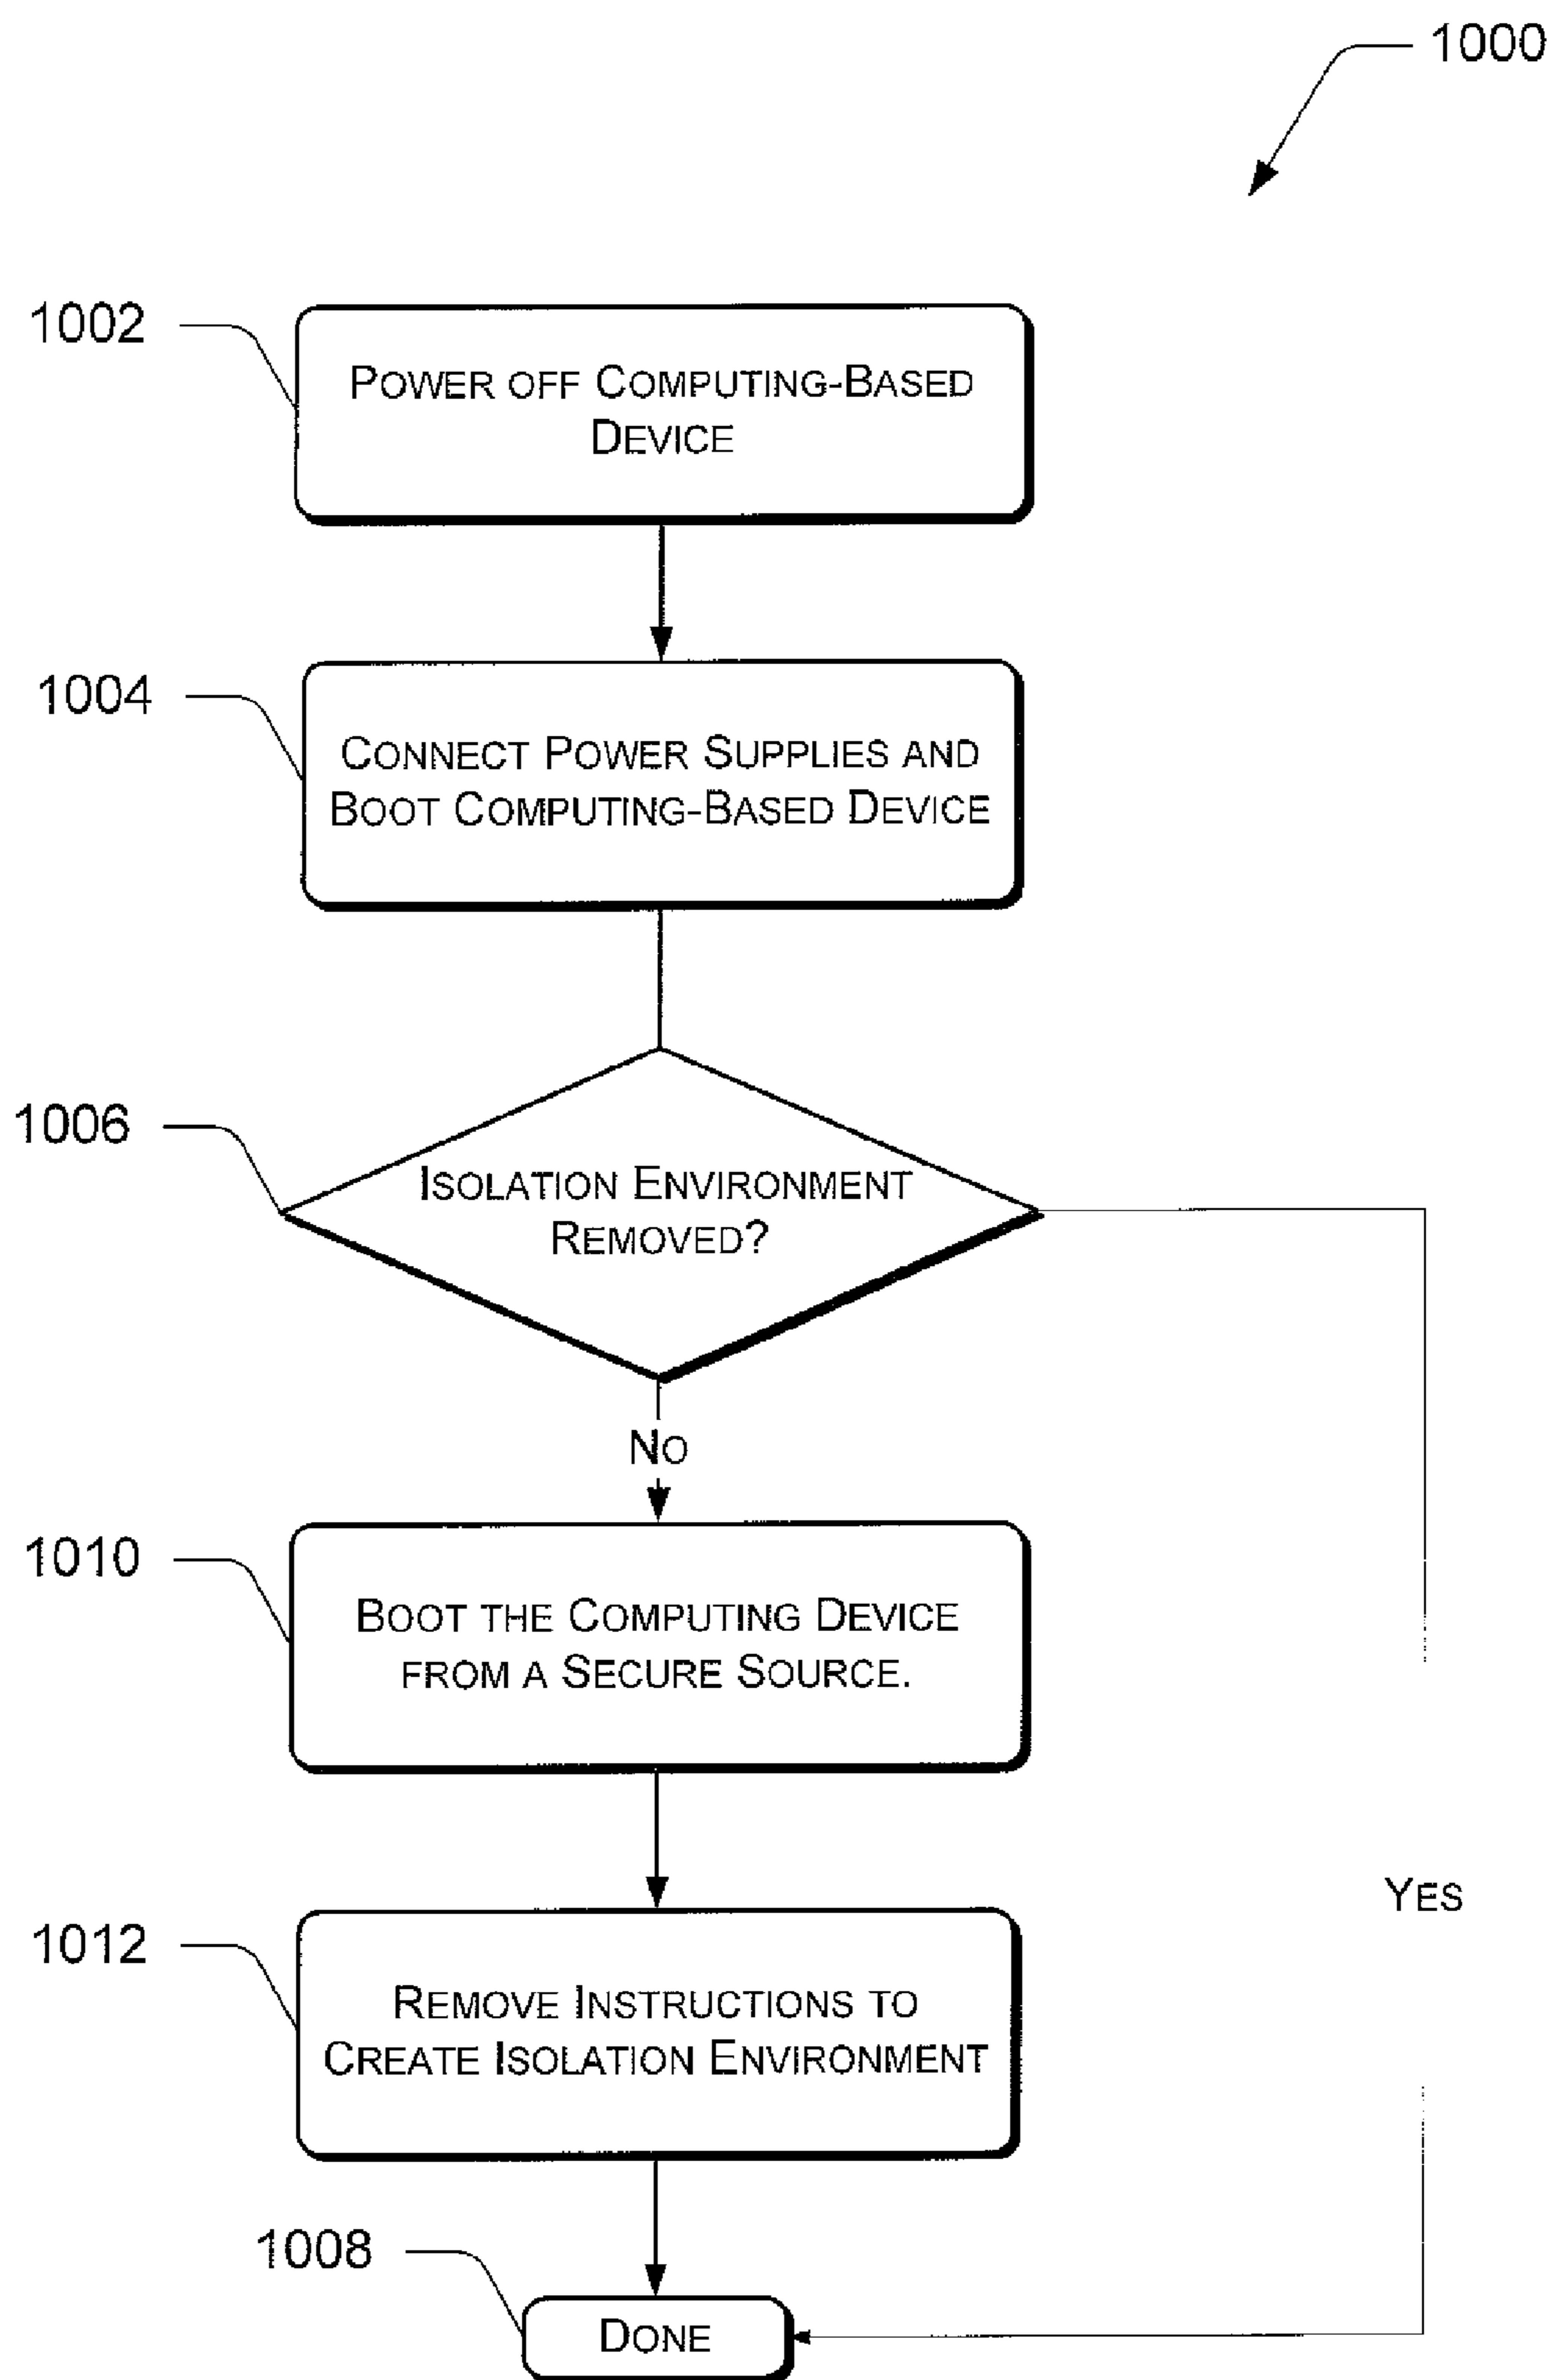 1000
1002
POWER OFF COMPUTING-BASED
DEVICE
1004
CONNECT POWER SUPPLIES AND
BOOT COMPUTING-BASED DEVICE
1006
ISOLATION ENVIRONMENT
REMOVED?
NO
1010
BOOT THE COMPUTING DEVICE
FROM A SECURE SOURCE.
YES
1012
REMOVE INSTRUCTIONS TO
CREATE ISOLATION ENVIRONMENT
1008
DONE